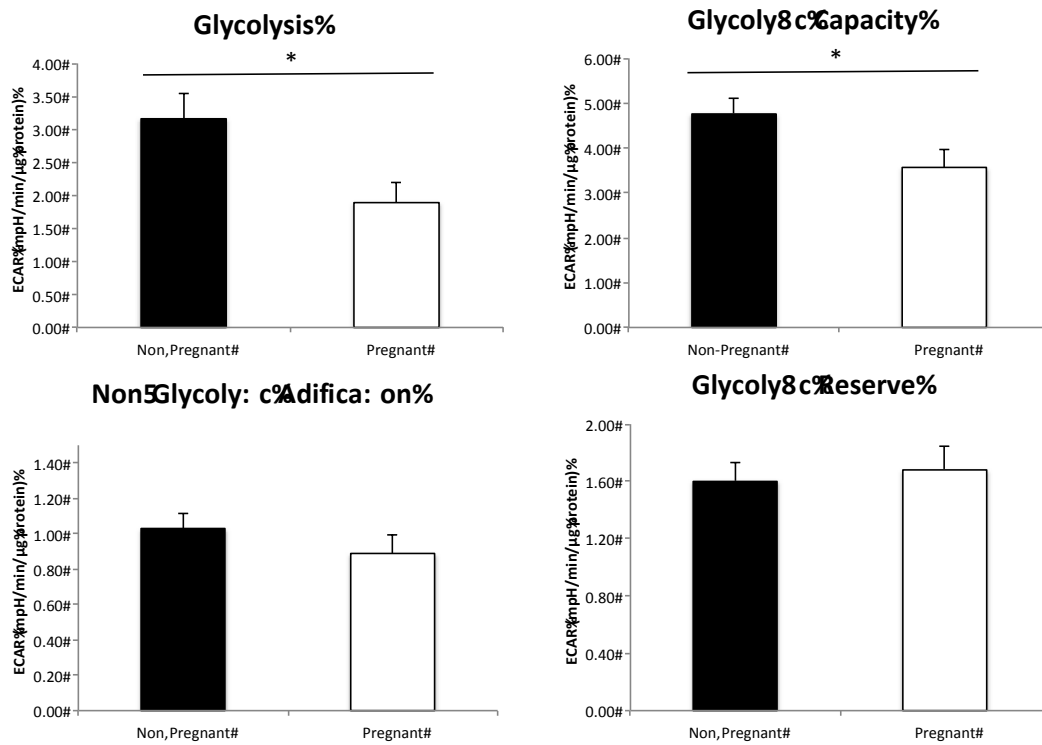 Glycolysis%
*
4.00#
3.50#
3.00#
2.50#
2.00#
1.50#
1.00#
0.50#
0.00#
ECAR%(mpH/min/µg%protein)%
Non,Pregnant#
Pregnant#
Glycoly8c%Capacity%
*
6.00#
5.00#
4.00#
3.00#
2.00#
1.00#
0.00#
ECAR%(mpH/min/µg%protein)%
Non-Pregnant#
Pregnant#
Non5Glycoly:c%Adifica:on%
1.40#
1.20#
1.00#
0.80#
0.60#
0.40#
0.20#
0.00#
ECAR%(mpH/min/µg%protein)%
Non,Pregnant#
Pregnant#
Glycoly8c%Reserve%
2.00#
1.60#
1.20#
0.80#
0.40#
0.00#
ECAR%(mpH/min/µg%protein)%
Non,Pregnant#
Pregnant#